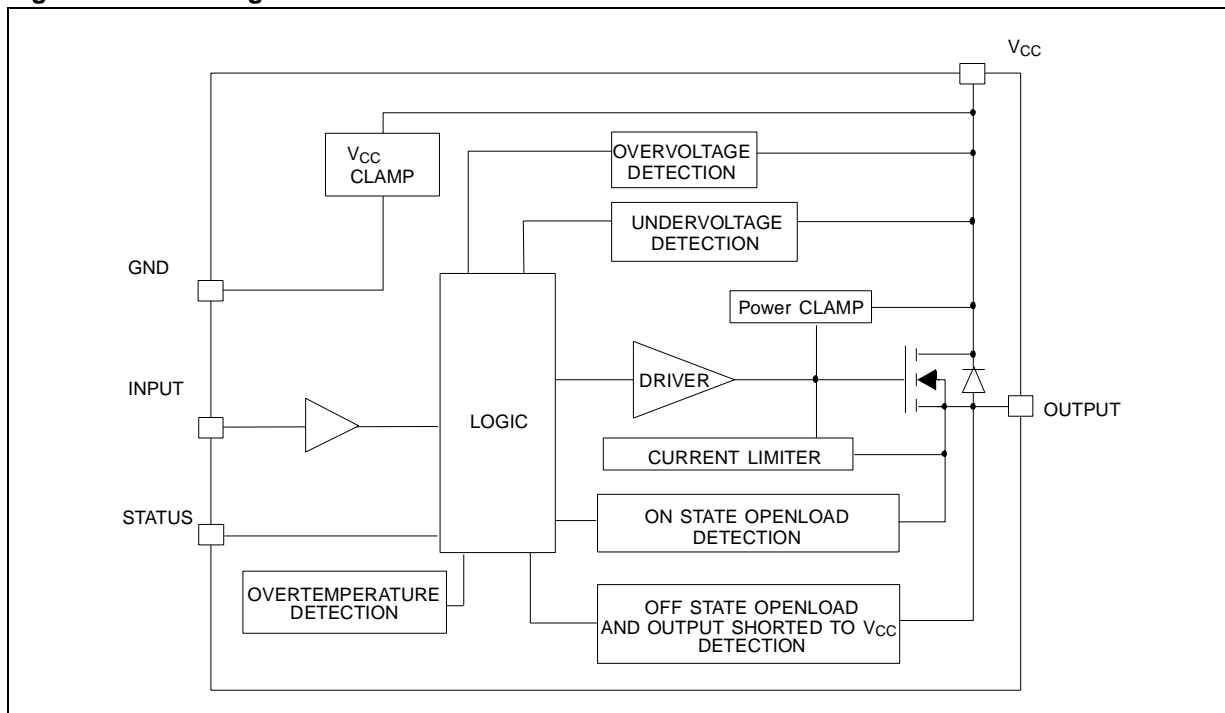 VCC
VCC
CLAMP
OVERVOLTAGE
DETECTION
UNDERVOLTAGE
DETECTION
GND
Power CLAMP
INPUT
DRIVER
OUTPUT
LOGIC
CURRENT LIMITER
STATUS
ON STATE OPENLOAD
DETECTION
OVERTEMPERATURE
DETECTION
OFF STATE OPENLOAD
AND OUTPUT SHORTED TO VCC
DETECTION